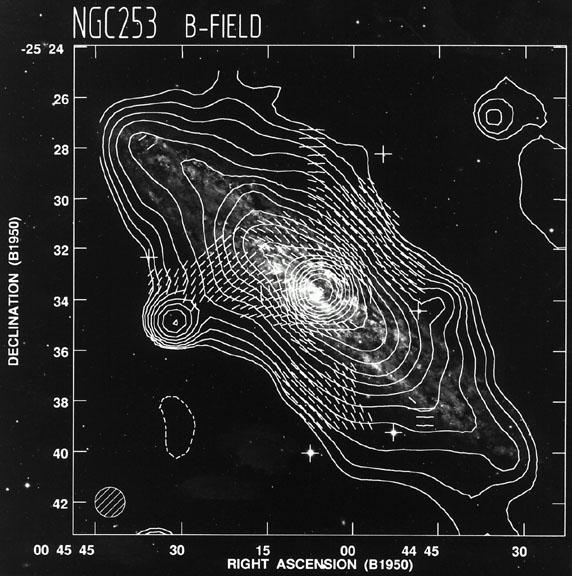 NGC253 B-FIELD
-25 24
26
28
30
32
34
36
38
40
42
DECLINATION (B1950)
00 45 45 30 15 00 44 45 30
RIGHT ASCENSION (B1950)